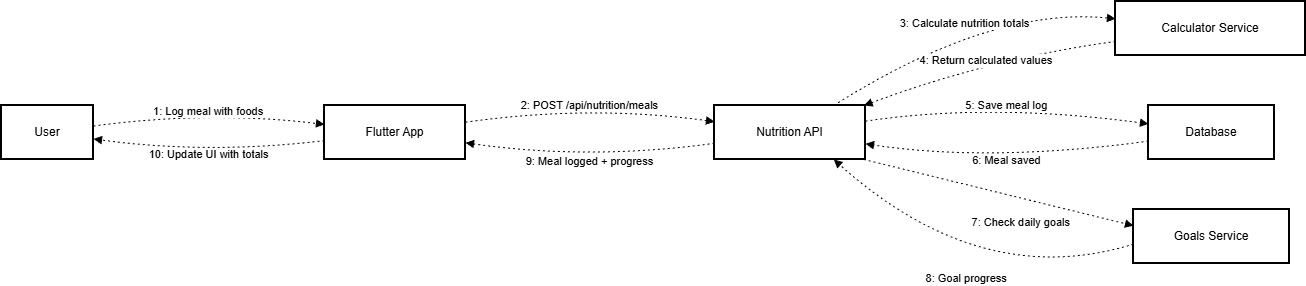 3: Calculate nutrition totals
Calculator Service
4: Return calculated values
1: Log meal with foods
2: POST /api/nutrition/meals
5: Save meal log
User
Flutter App
Nutrition API
Database
10: Update UI with totals
9: Meal logged + progress
6: Meal saved
7: Check daily goals
Goals Service
8: Goal progress